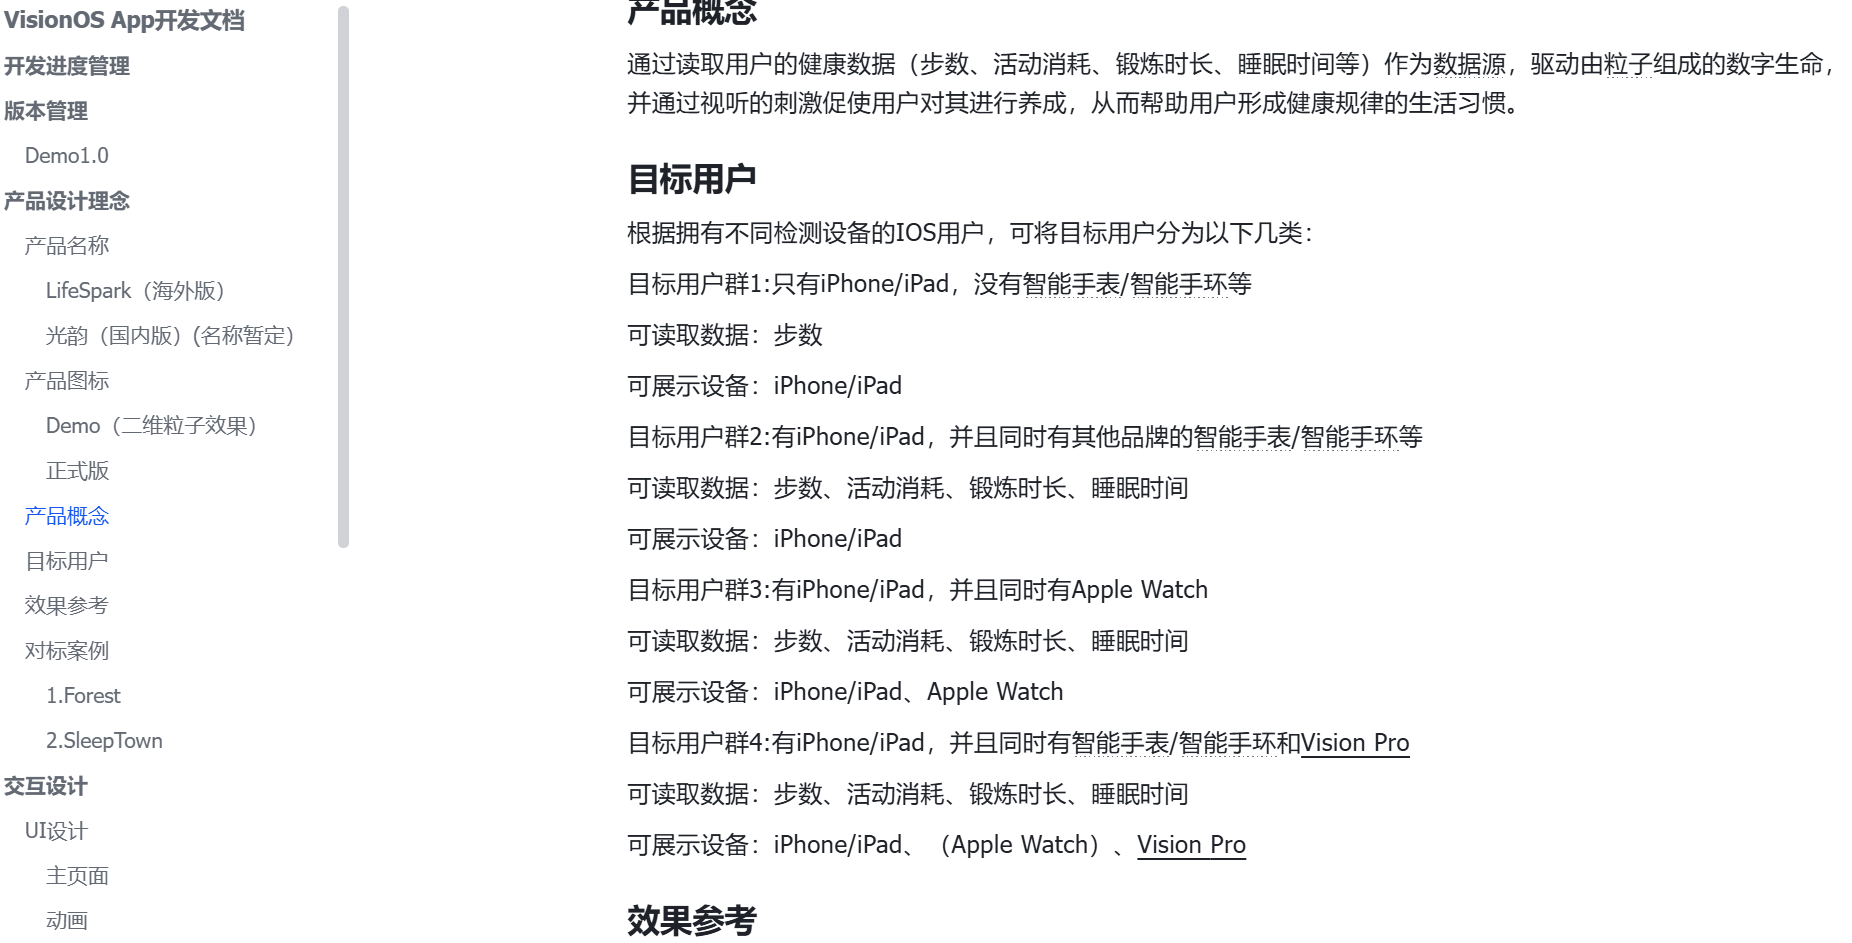 VisionOS App开发文档
开发进度管理
版本管理
Demo1.0
产品设计理念
产品名称
LifeSpark（海外版）
光韵（国内版）(名称暂定）
产品图标
Demo（二维粒子效果）
正式版
产品概念
目标用户
效果参考
对标案例
1.Forest
2.SleepTown
交互设计
UI设计
主页面
动画
产品概念
通过读取用户的健康数据（步数、活动消耗、锻炼时长、睡眠时间等）作为数据源，驱动由粒子组成的数字生命，
并通过视听的刺激促使用户对其进行养成，从而帮助用户形成健康规律的生活习惯。
目标用户
根据拥有不同检测设备的IOS用户，可将目标用户分为以下几类：
目标用户群1:只有iPhone/iPad，没有智能手表/智能手环等
可读取数据：步数
可展示设备：iPhone/iPad
目标用户群2:有iPhone/iPad，并且同时有其他品牌的智能手表/智能手环等
可读取数据：步数、活动消耗、锻炼时长、睡眠时间
可展示设备：iPhone/iPad
目标用户群3:有iPhone/iPad，并且同时有Apple Watch
可读取数据：步数、活动消耗、锻炼时长、睡眠时间
可展示设备：iPhone/iPad、Apple Watch
目标用户群4:有iPhone/iPad，并且同时有智能手表/智能手环和Vision Pro
可读取数据：步数、活动消耗、锻炼时长、睡眠时间
可展示设备：iPhone/iPad、（Apple Watch）、Vision Pro
效果参考